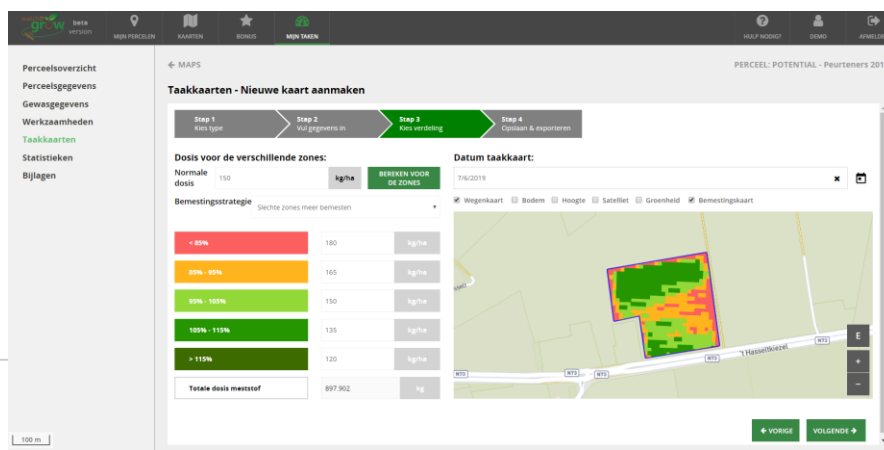 grow
beta
version
MIJN PERCELEN
KAARTEN
BONUS
MIJN TAKEN
HULP NODIG?
DEMO
AFMELDE
Perceelsoverzicht
Perceelsgegevens
Gewasgegevens
Werkzaamheden
Taakkaarten
Statistieken
Bijlagen
← MAPS
PERCEEL: POTENTIAL - Peurteners 201
Taakkaarten - Nieuwe kaart aanmaken
Stap 1
Kies type
Stap 2
Vul gegevens in
Stap 3
Kies verdeling
Stap 4
Opslaan & exporteren
Dosis voor de verschillende zones:
Normale
dosis
150
kg/ha
BEREKEN VOOR
DE ZONES
Bemestingsstrategie
Slechte zones meer bemesten
< 85%
180
kg/ha
85% - 95%
165
kg/ha
95% - 105%
150
kg/ha
105% - 115%
135
kg/ha
> 115%
120
kg/ha
Totale dosis meststof
897.902
kg
Datum taakkaart:
7/6/2019
Wegenkaart
Bodem
Hoogte
Satelliet
Groenheid
Bemestingskaart
't Hasseltkiezel
N73
N73
N73
N73
E
+
−
← VORIGE
VOLGENDE →
100 m